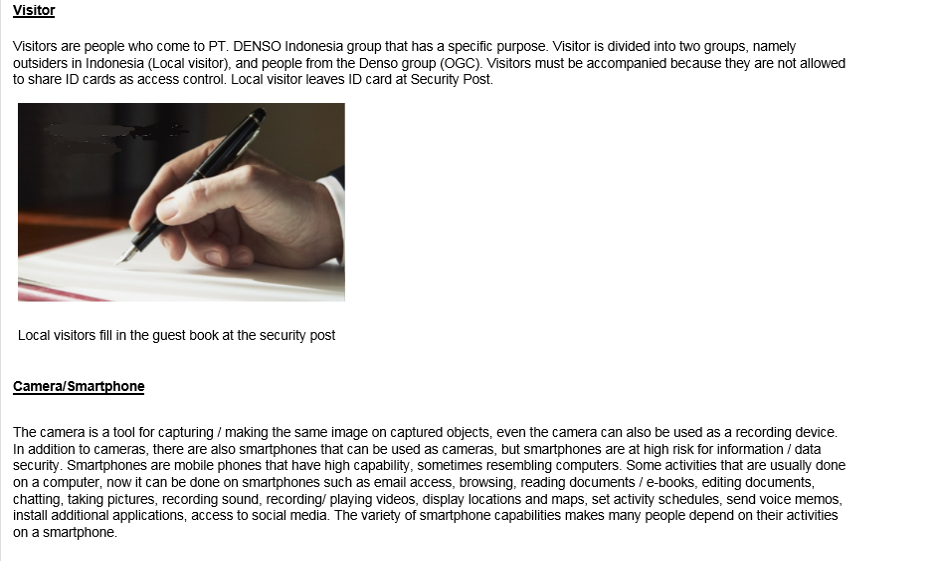 Visitor
Visitors are people who come to PT. DENSO Indonesia group that has a specific purpose. Visitor is divided into two groups, namely
outsiders in Indonesia (Local visitor), and people from the Denso group (OGC). Visitors must be accompanied because they are not allowed
to share ID cards as access control. Local visitor leaves ID card at Security Post.
Local visitors fill in the guest book at the security post
Camera/Smartphone
The camera is a tool for capturing / making the same image on captured objects, even the camera can also be used as a recording device.
In addition to cameras, there are also smartphones that can be used as cameras, but smartphones are at high risk for information / data
security. Smartphones are mobile phones that have high capability, sometimes resembling computers. Some activities that are usually done
on a computer, now it can be done on smartphones such as email access, browsing, reading documents / e-books, editing documents,
chatting, taking pictures, recording sound, recording/ playing videos, display locations and maps, set activity schedules, send voice memos,
install additional applications, access to social media. The variety of smartphone capabilities makes many people depend on their activities
on a smartphone.